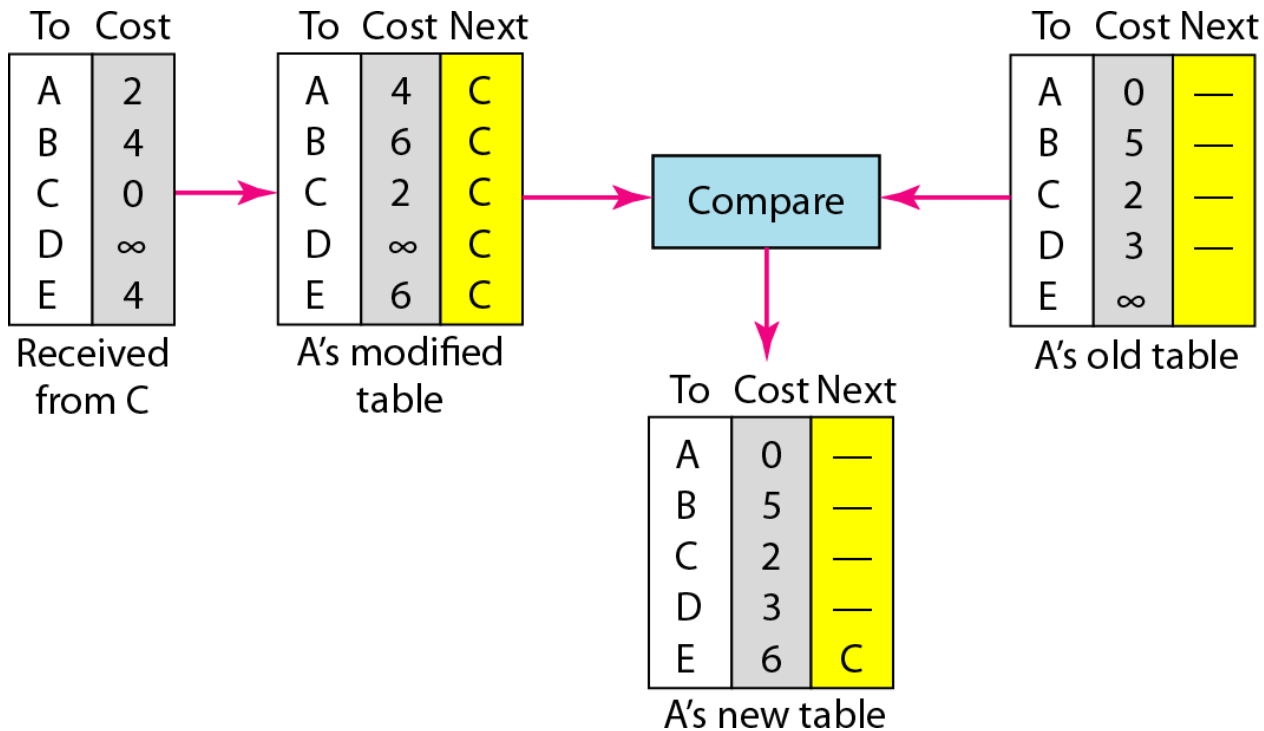 To Cost
A 2
B 4
C 0
D ∞
E 4
Received
from C
To Cost Next
A 4 C
B 6 C
C 2 C
D ∞ C
E 6 C
A's modified
table
Compare
To Cost Next
A 0 —
B 5 —
C 2 —
D 3 —
E ∞
A's old table
To Cost Next
A 0 —
B 5 —
C 2 —
D 3 —
E 6 C
A's new table